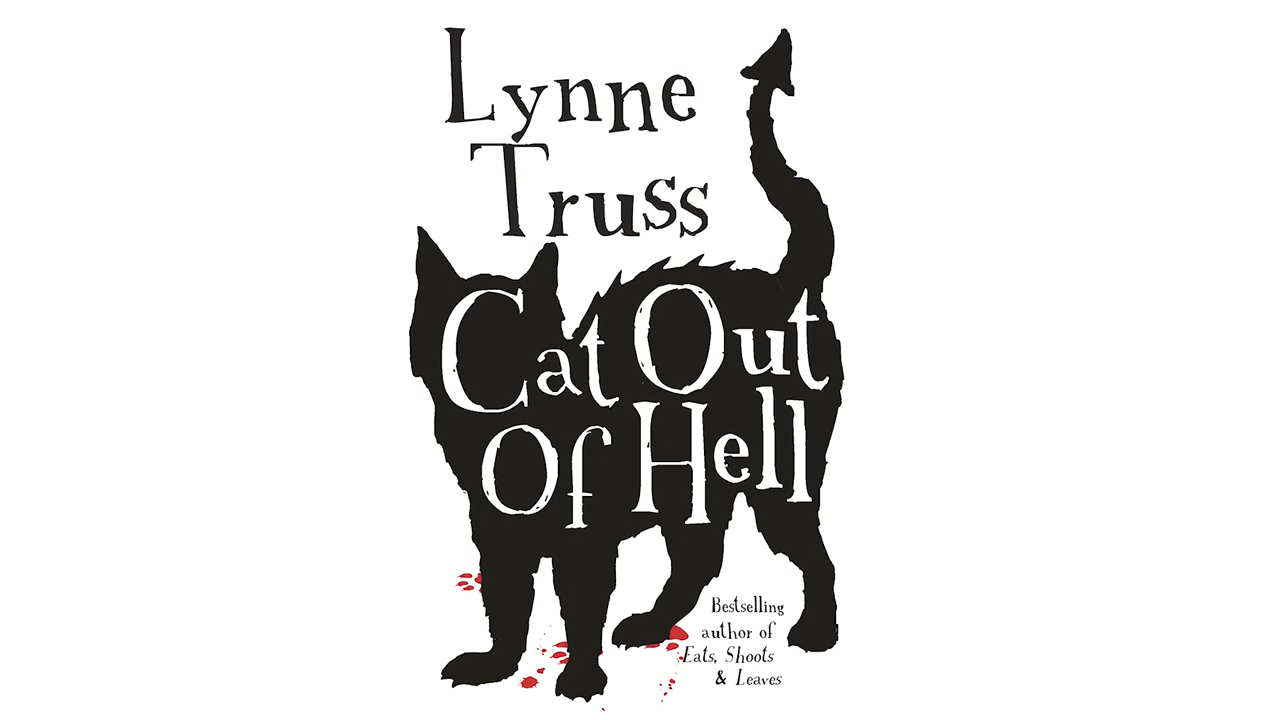 Lynne
Truss
Cat Out
Of Hell
Bestselling
author of
Eats, Shoots
& Leaves